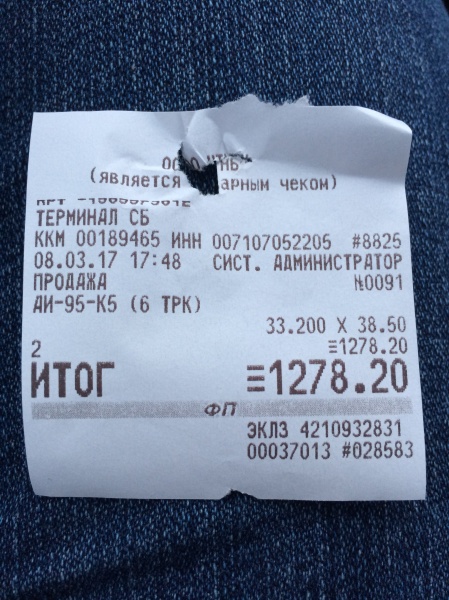 (является арным чеком)
ТЕРМИНАЛ СБ
ККМ 00189465 ИНН 007107052205 #8825
08.03.17 17:48 СИСТ. АДМИНИСТРАТОР
ПРОДАЖА №0091
АИ-95-К5 (6 ТРК)
33.200 X 38.50
2 ≡1278.20
ИТОГ ≡1278.20
ФП
ЭКЛЗ 4210932831
00037013 #028583